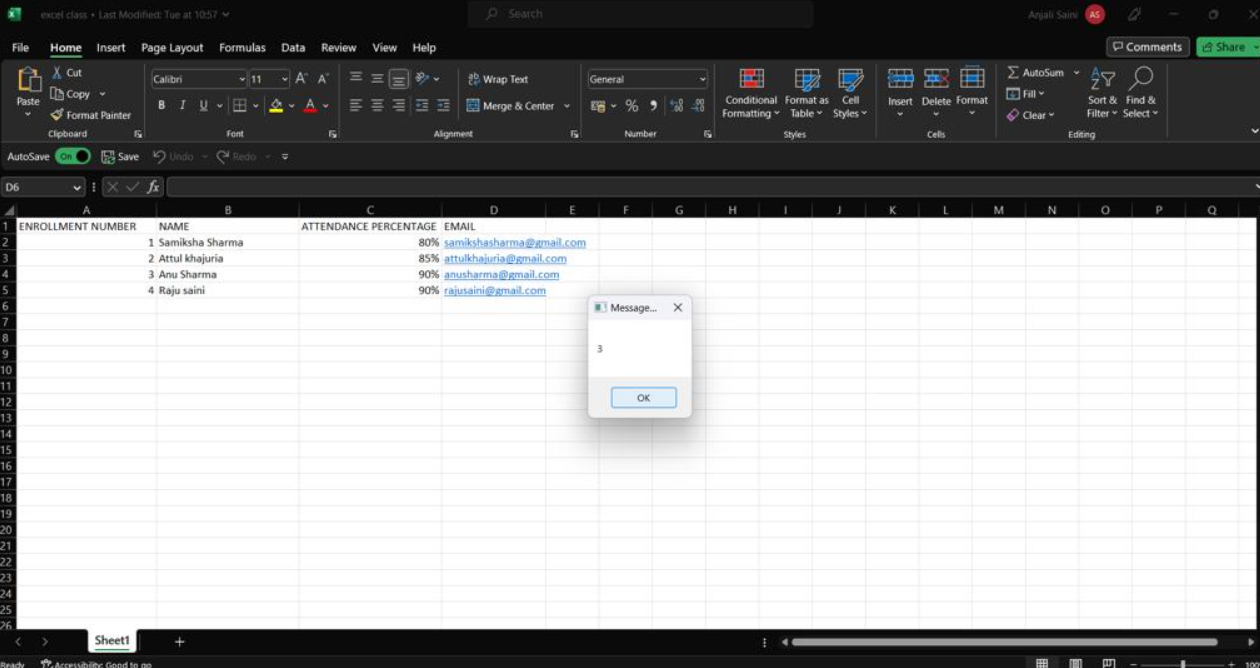 excel class • Last Modified: Tue at 10:57
Search
Anjali Saini AS
File Home Insert Page Layout Formulas Data Review View Help
Comments Share
Paste Cut
Copy
Format Painter
Clipboard
Calibri 11 A^ A˅
B I U A
Font
Wrap Text
Merge & Center
Alignment
General
% 9
Number
Conditional Formatting
Format as Table
Cell Styles
Styles
Insert Delete Format
Cells
AutoSum
Fill
Clear
Sort & Filter
Find & Select
Editing
AutoSave On Save Undo Redo
D6 fx
A B C D E F G H I J K L M N O P Q
1 ENROLLMENT NUMBER NAME ATTENDANCE PERCENTAGE EMAIL
2 1 Samiksha Sharma 80% samikshasharma@gmail.com
3 2 Attul khajuria 85% attulkhajuria@gmail.com
4 3 Anu Sharma 90% anusharma@gmail.com
5 4 Raju saini 90% rajusaini@gmail.com
6
7
8
9
10
11
12
13
14
15
16
17
18
19
20
21
22
23
24
25
26
Message...
3
OK
Sheet1
Ready Accessibility: Good to go
100